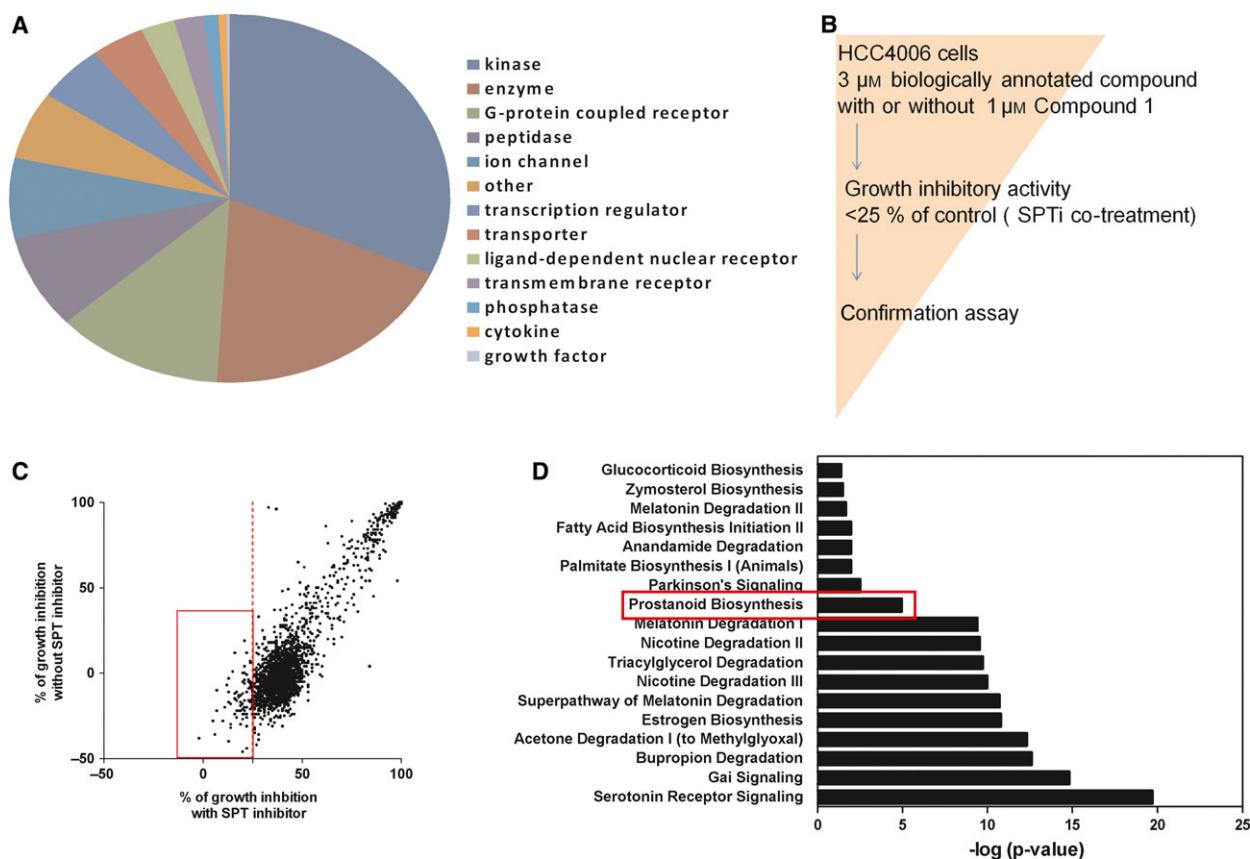 A
kinase
enzyme
G-protein coupled receptor
peptidase
ion channel
other
transcription regulator
transporter
ligand-dependent nuclear receptor
transmembrane receptor
phosphatase
cytokine
growth factor
B
HCC4006 cells
3 μM biologically annotated compound
with or without 1 μM Compound 1
Growth inhibitory activity
<25 % of control ( SPTi co-treatment)
Confirmation assay
C
% of growth inhibition
without SPT inhibitor
100
50
0
–50
–50
0
100
% of growth inhbition
with SPT inhibitor
D
Glucocorticoid Biosynthesis
Zymosterol Biosynthesis
Melatonin Degradation II
Fatty Acid Biosynthesis Initiation II
Anandamide Degradation
Palmitate Biosynthesis I (Animals)
Parkinson's Signaling
Prostanoid Biosynthesis
Melatonin Degradation I
Nicotine Degradation II
Triacylglycerol Degradation
Nicotine Degradation III
Superpathway of Melatonin Degradation
Estrogen Biosynthesis
Acetone Degradation I (to Methylglyoxal)
Bupropion Degradation
Gai Signaling
Serotonin Receptor Signaling
0
5
10
15
20
25
-log (p-value)